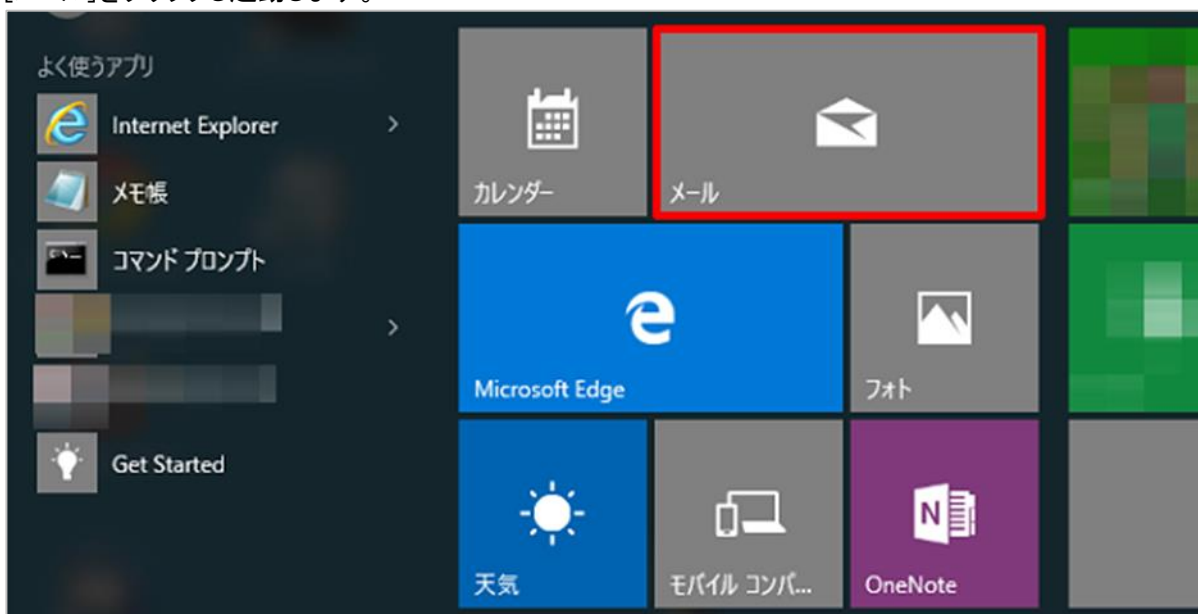 よく使うアプリ
Internet Explorer
メモ帳
コマンド プロンプト
Get Started
カレンダー
メール
Microsoft Edge
フォト
天気
モバイル コンパ...
OneNote